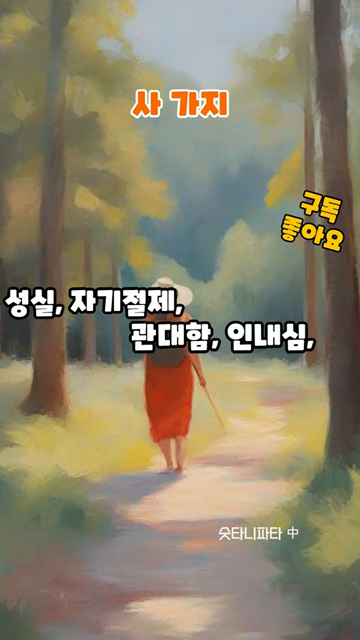 사 가지
구독
좋아요
성실, 자기절제,
관대함, 인내심,
숫타니파타 中